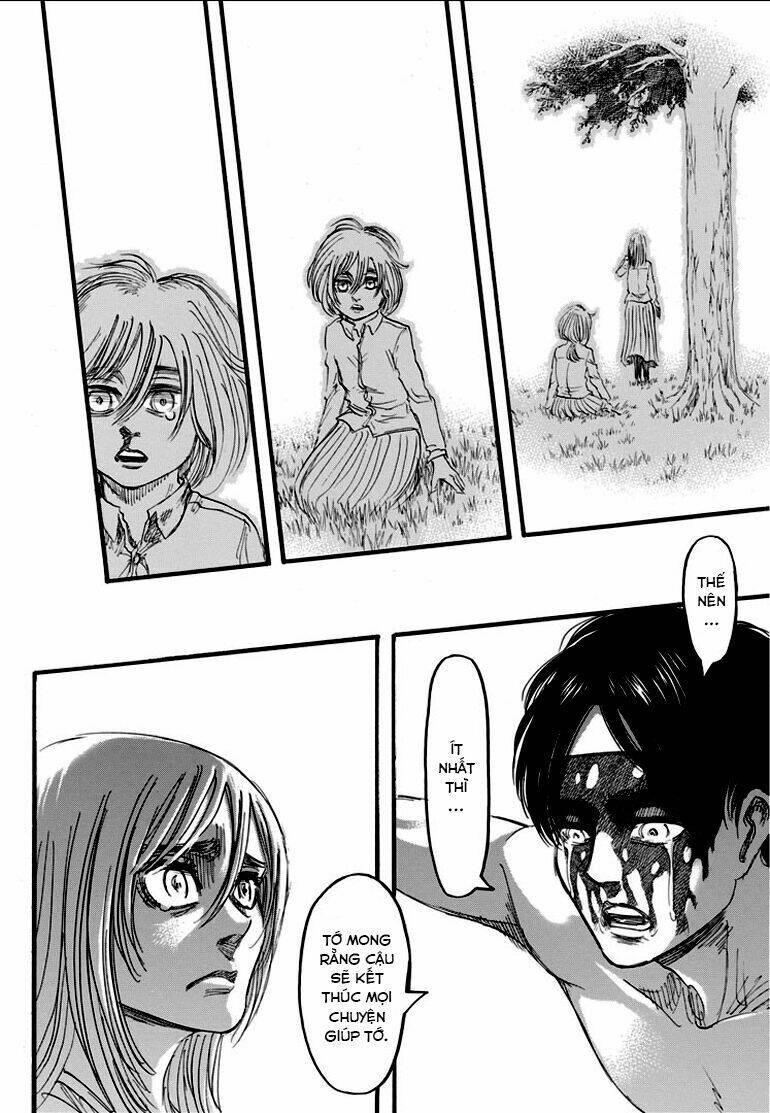 THẾ
NÊN
...
ÍT
NHẤT
THÌ
...
TỚ MONG
RẰNG CẬU
SẼ KẾT
THÚC MỌI
CHUYỆN
GIÚP TỚ.